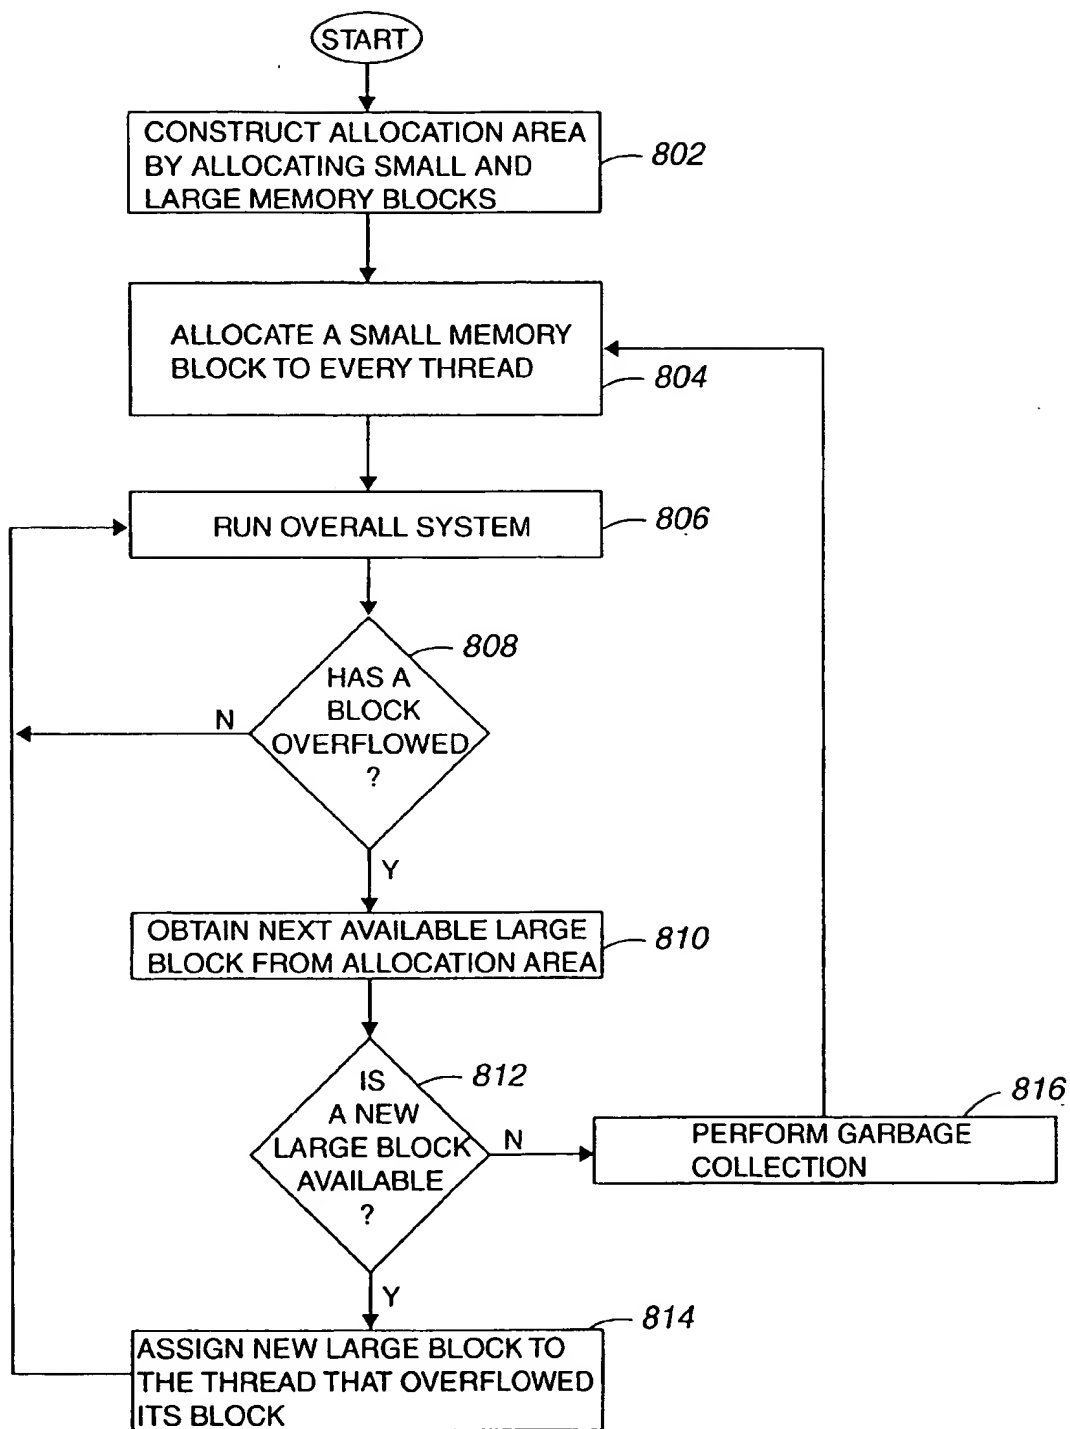 START
CONSTRUCT ALLOCATION AREA
BY ALLOCATING SMALL AND
LARGE MEMORY BLOCKS
802
ALLOCATE A SMALL MEMORY
BLOCK TO EVERY THREAD
804
RUN OVERALL SYSTEM
806
808
HAS A
BLOCK
OVERFLOWED
?
N
Y
OBTAIN NEXT AVAILABLE LARGE
BLOCK FROM ALLOCATION AREA
810
812
IS
A NEW
LARGE BLOCK
AVAILABLE
?
N
816
PERFORM GARBAGE
COLLECTION
Y
814
ASSIGN NEW LARGE BLOCK TO
THE THREAD THAT OVERFLOWED
ITS BLOCK